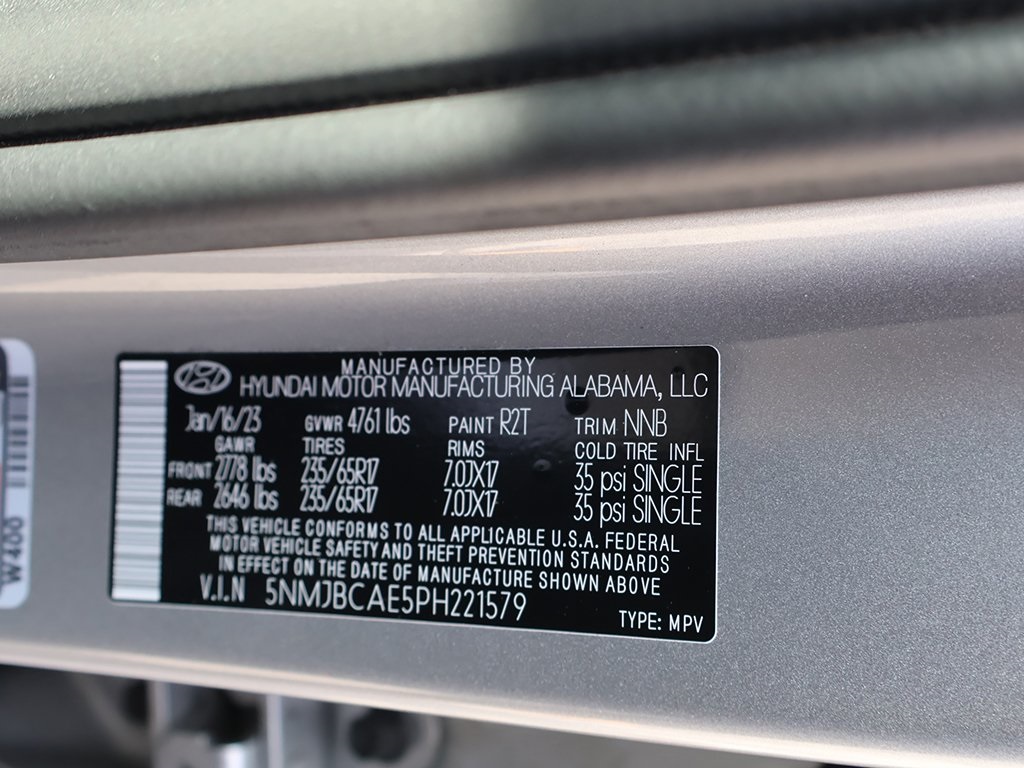 MANUFACTURED BY
HYUNDAI MOTOR MANUFACTURING ALABAMA, LLC
Jan/16/23 GVWR 4761 lbs PAINT R2T TRIM NNB
GAWR TIRES RIMS COLD TIRE INFL
FRONT 2778 lbs 235/65R17 7.0JX17 35 psi SINGLE
REAR 2646 lbs 235/65R17 7.0JX17 35 psi SINGLE
THIS VEHICLE CONFORMS TO ALL APPLICABLE U.S.A. FEDERAL
MOTOR VEHICLE SAFETY AND THEFT PREVENTION STANDARDS
IN EFFECT ON THE DATE OF MANUFACTURE SHOWN ABOVE
V.I.N 5NMJBCAE5PH221579
TYPE: MPV
W400